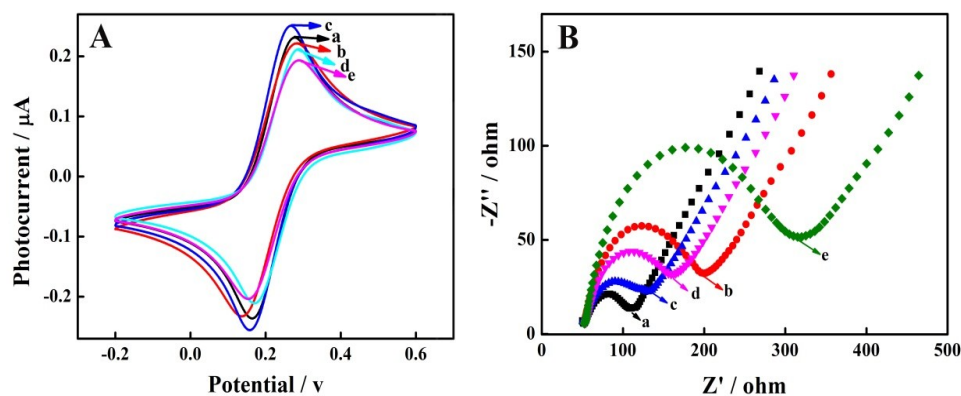 A
0.2
0.1
0.0
-0.1
-0.2
Photocurrent / μA
-0.2
0.0
0.2
0.4
0.6
Potential / v
c
a
b
d
e
B
150
100
50
0
-Z'' / ohm
0
100
200
300
400
500
Z' / ohm
a
c
d
b
e